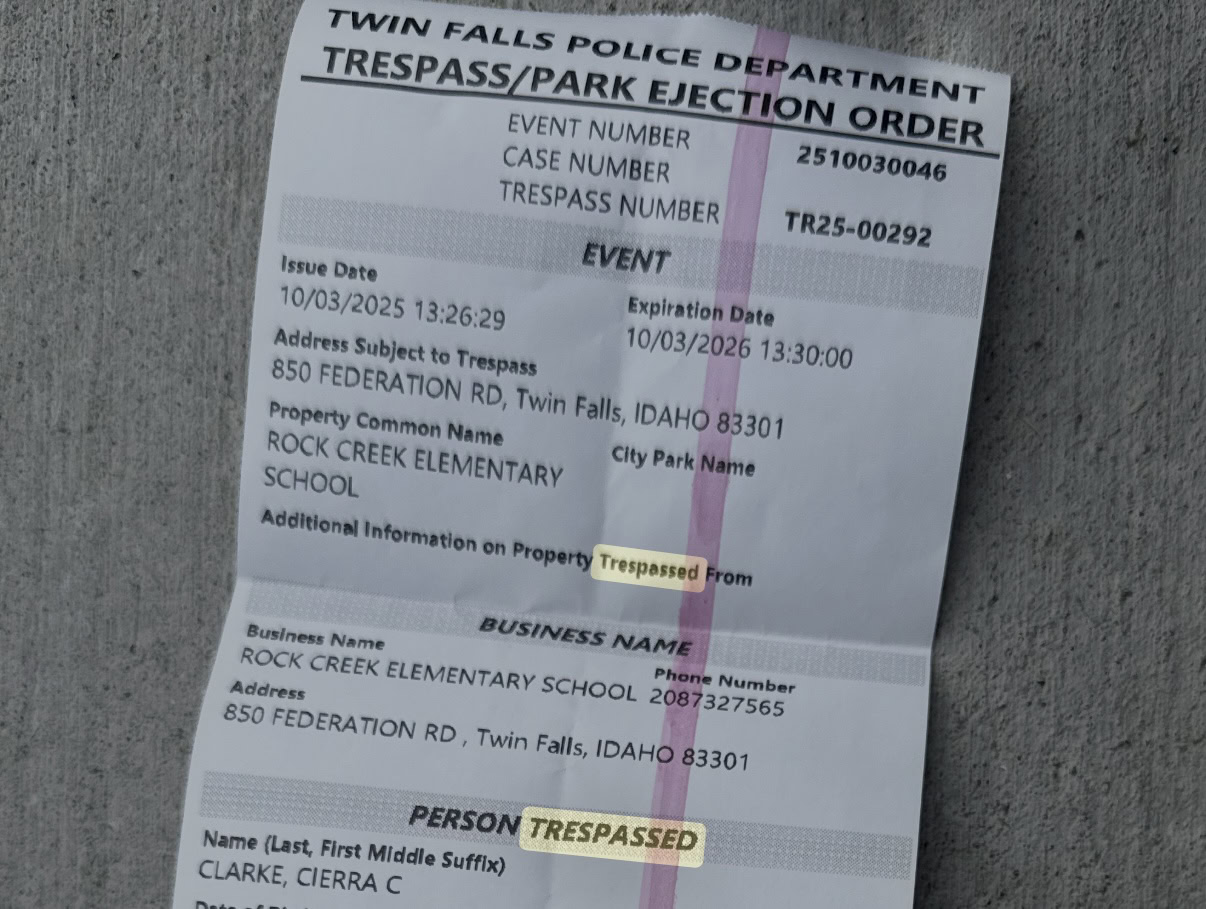 TWIN FALLS POLICE DEPARTMENT
TRESPASS/PARK EJECTION ORDER
EVENT NUMBER 2510030046
CASE NUMBER
TRESPASS NUMBER TR25-00292
EVENT
Issue Date Expiration Date
10/03/2025 13:26:29 10/03/2026 13:30:00
Address Subject to Trespass
850 FEDERATION RD, Twin Falls, IDAHO 83301
Property Common Name City Park Name
ROCK CREEK ELEMENTARY
SCHOOL
Additional Information on Property Trespassed From
BUSINESS NAME
Business Name Phone Number
ROCK CREEK ELEMENTARY SCHOOL 2087327565
Address
850 FEDERATION RD , Twin Falls, IDAHO 83301
PERSON TRESPASSED
Name (Last, First Middle Suffix)
CLARKE, CIERRA C